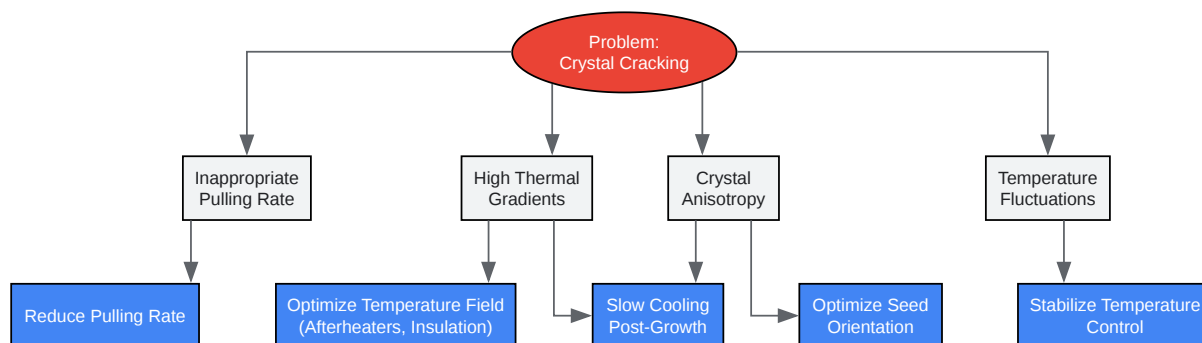 Problem:
Crystal Cracking
Inappropriate
Pulling Rate
High Thermal
Gradients
Crystal
Anisotropy
Temperature
Fluctuations
Reduce Pulling Rate
Optimize Temperature Field
(Afterheaters, Insulation)
Slow Cooling
Post-Growth
Optimize Seed
Orientation
Stabilize Temperature
Control